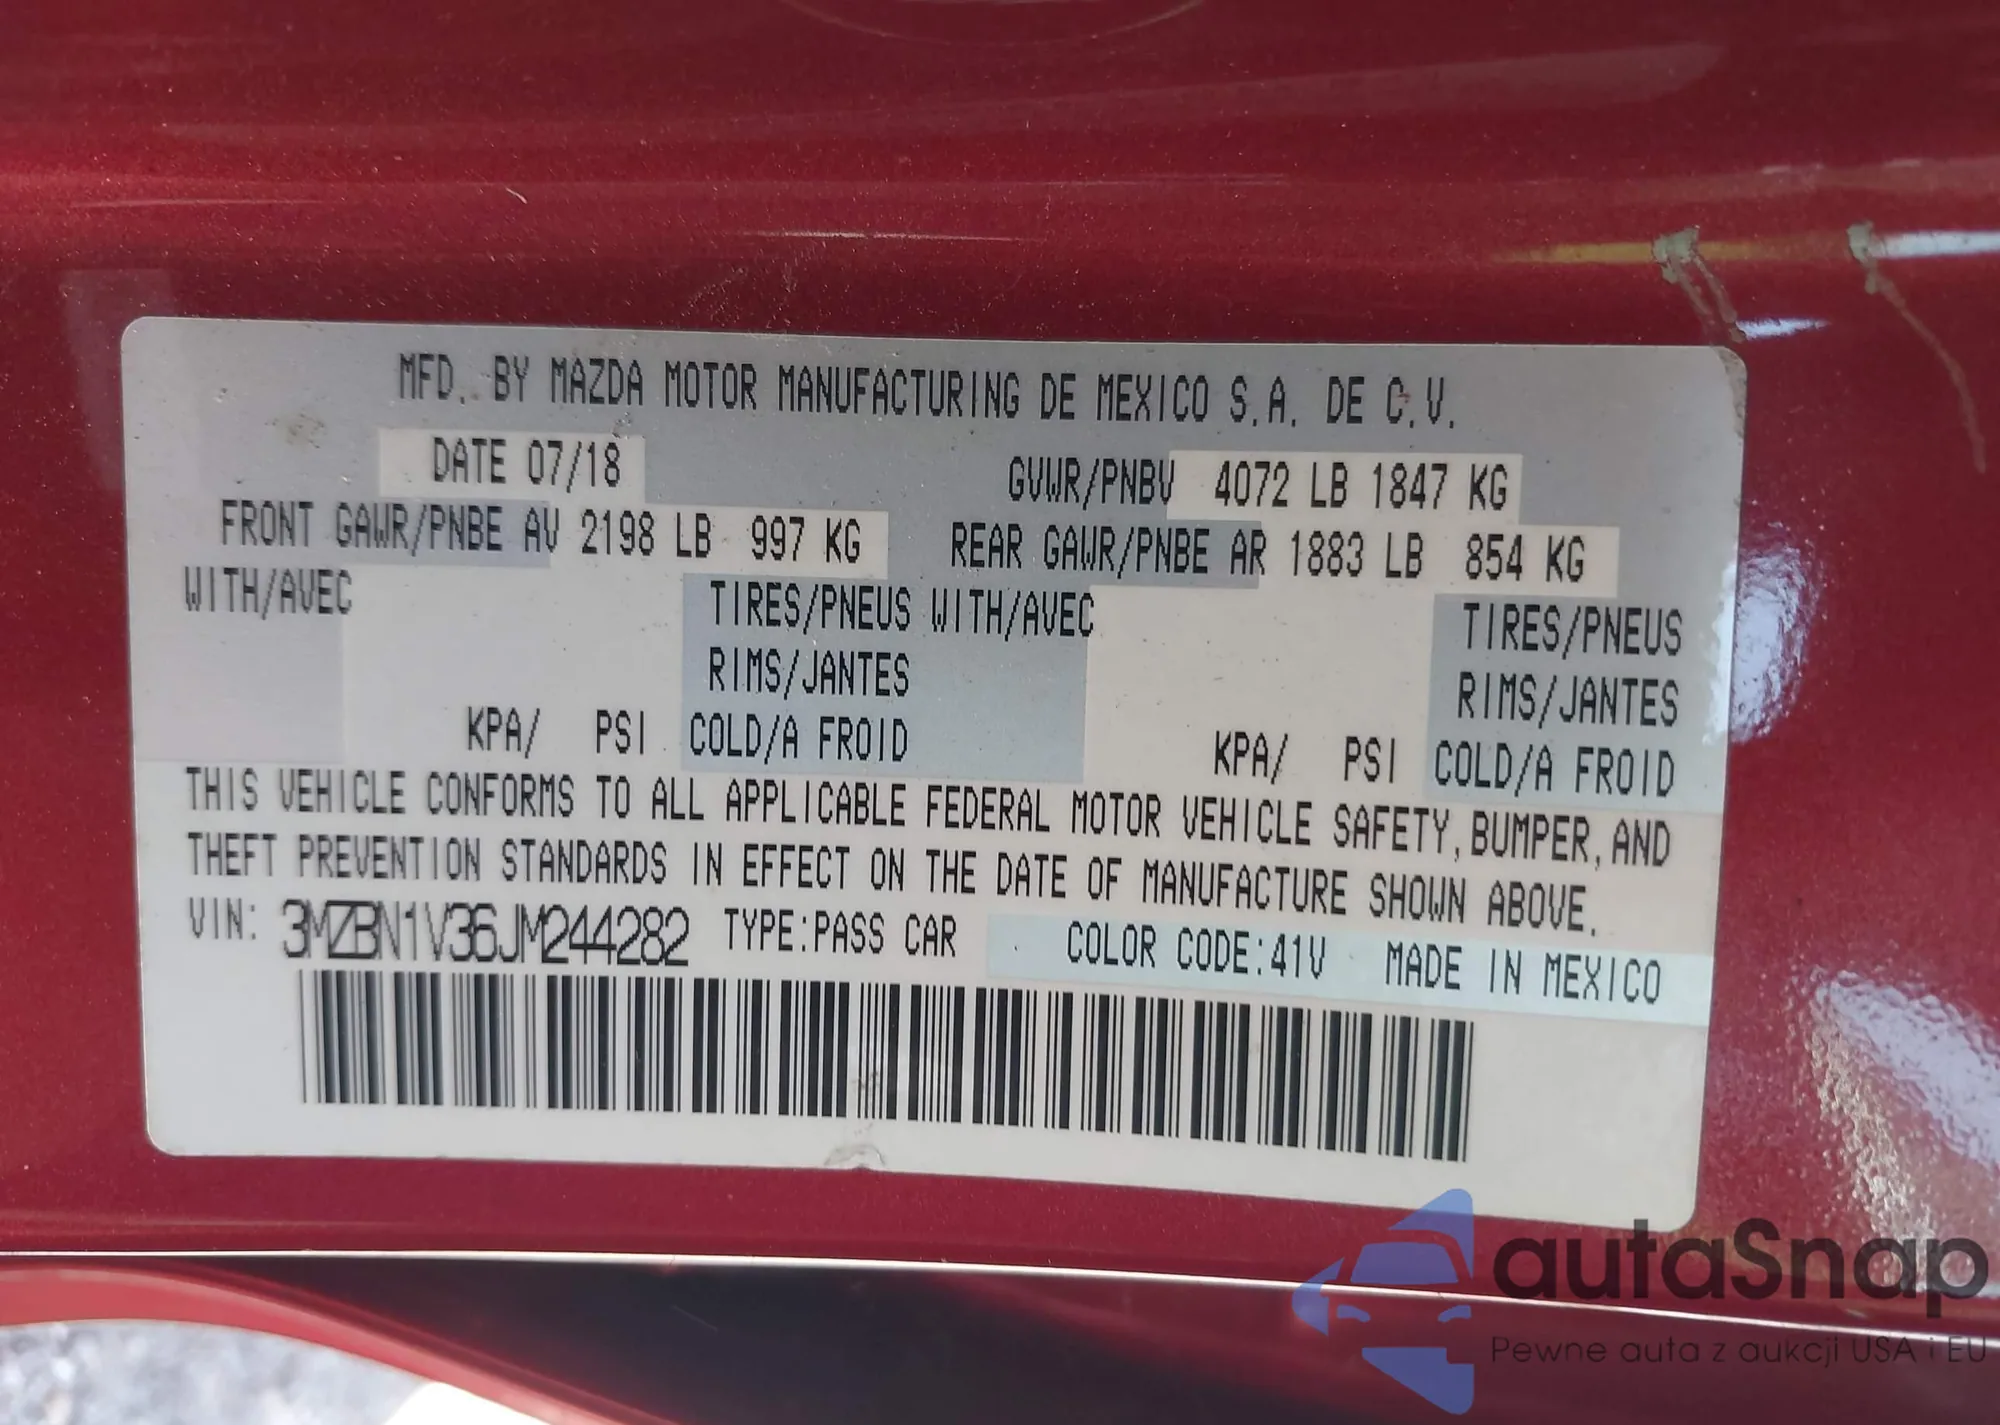 MFD. BY MAZDA MOTOR MANUFACTURING DE MEXICO S.A. DE C.V.
DATE 07/18 GVWR/PNBV 4072 LB 1847 KG
FRONT GAWR/PNBE AV 2198 LB 997 KG REAR GAWR/PNBE AR 1883 LB 854 KG
WITH/AVEC TIRES/PNEUS WITH/AVEC TIRES/PNEUS
RIMS/JANTES RIMS/JANTES
KPA/ PSI COLD/A FROID KPA/ PSI COLD/A FROID
THIS VEHICLE CONFORMS TO ALL APPLICABLE FEDERAL MOTOR VEHICLE SAFETY, BUMPER, AND
THEFT PREVENTION STANDARDS IN EFFECT ON THE DATE OF MANUFACTURE SHOWN ABOVE.
VIN: 3MZBN1V36JM244282 TYPE:PASS CAR COLOR CODE:41V MADE IN MEXICO
autaSnap
Pewne auta z aukcji USA i EU